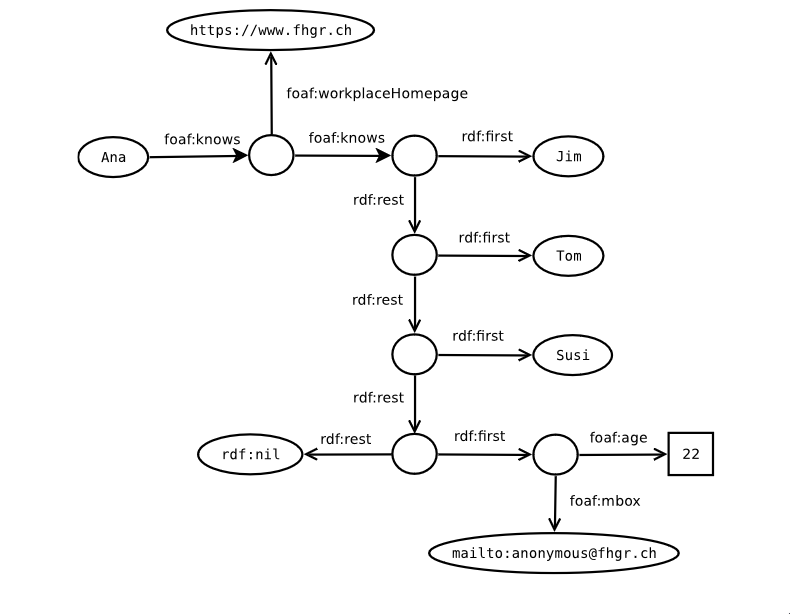 https://www.fhgr.ch
foaf:workplaceHomepage
Ana
foaf:knows
foaf:knows
rdf:first
Jim
rdf:rest
rdf:first
Tom
rdf:rest
rdf:first
Susi
rdf:rest
rdf:nil
rdf:rest
rdf:first
foaf:age
22
foaf:mbox
mailto:anonymous@fhgr.ch